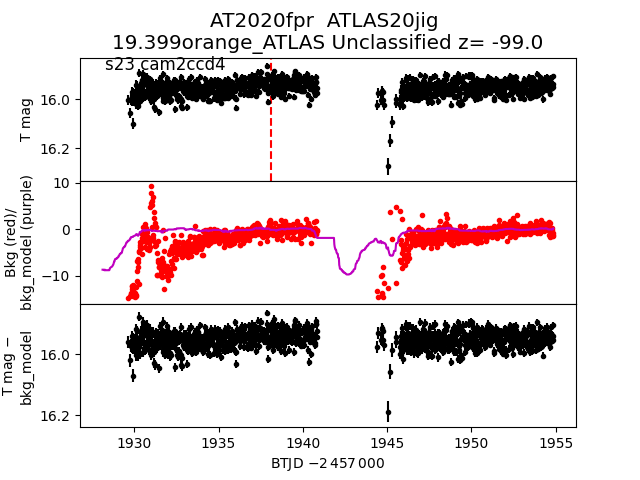 AT2020fpr ATLAS20jig
19.399orange_ATLAS Unclassified z= -99.0
s23 cam2ccd4
T mag
16.0
16.2
Bkg (red)/
bkg_model (purple)
10
0
−10
T mag −
bkg_model
16.0
16.2
1930 1935 1940 1945 1950 1955
BTJD −2 457 000